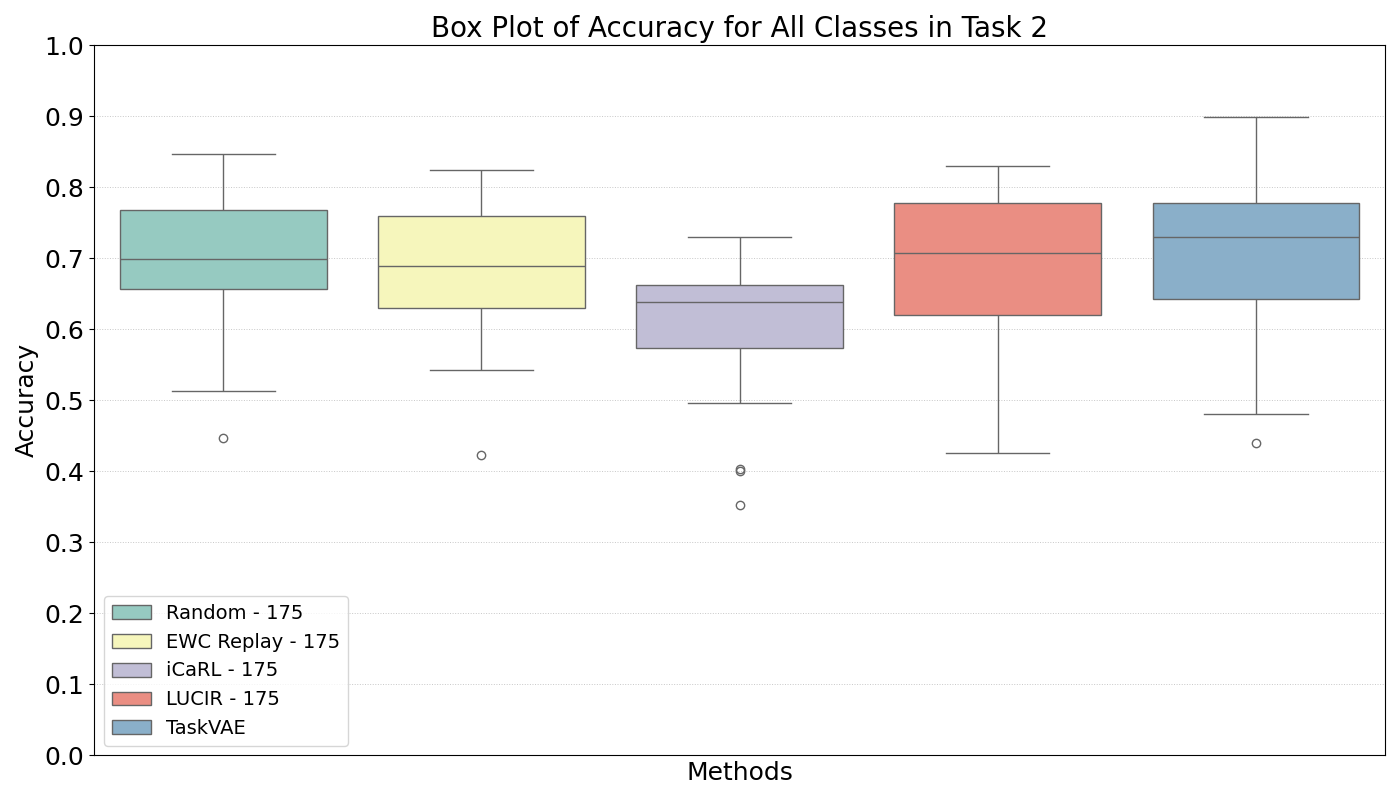 Box Plot of Accuracy for All Classes in Task 2
1.0
0.9
0.8
0.7
0.6
0.5
0.4
0.3
0.2
0.1
0.0
Accuracy
Random - 175
EWC Replay - 175
iCaRL - 175
LUCIR - 175
TaskVAE
Methods